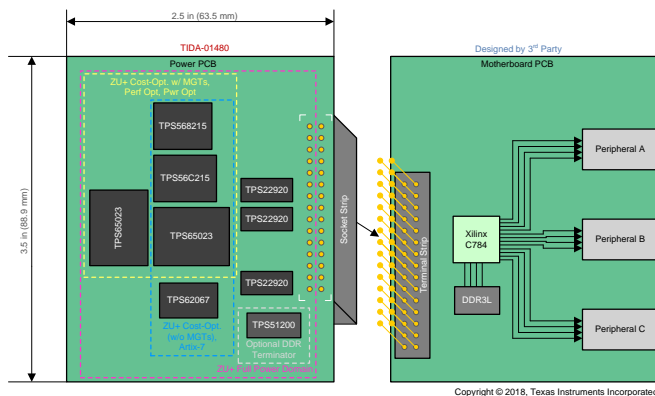 2.5 in (63.5 mm)
TIDA-01480
Power PCB
ZU+ Cost-Opt. w/ MGTs,
Perf Opt, Pwr Opt
TPS568215
TPS56C215
TPS65023
TPS65023
TPS22920
TPS22920
TPS22920
TPS62067
ZU+ Cost-Opt.
(w/o MGTs),
Artix-7
TPS51200
Optional DDR
Terminator
ZU+ Full Power Domain
3.5 in (88.9 mm)
Socket Strip
Designed by 3rd Party
Motherboard PCB
Terminal Strip
Xilinx
C784
DDR3L
Peripheral A
Peripheral B
Peripheral C
Copyright © 2018, Texas Instruments Incorporated